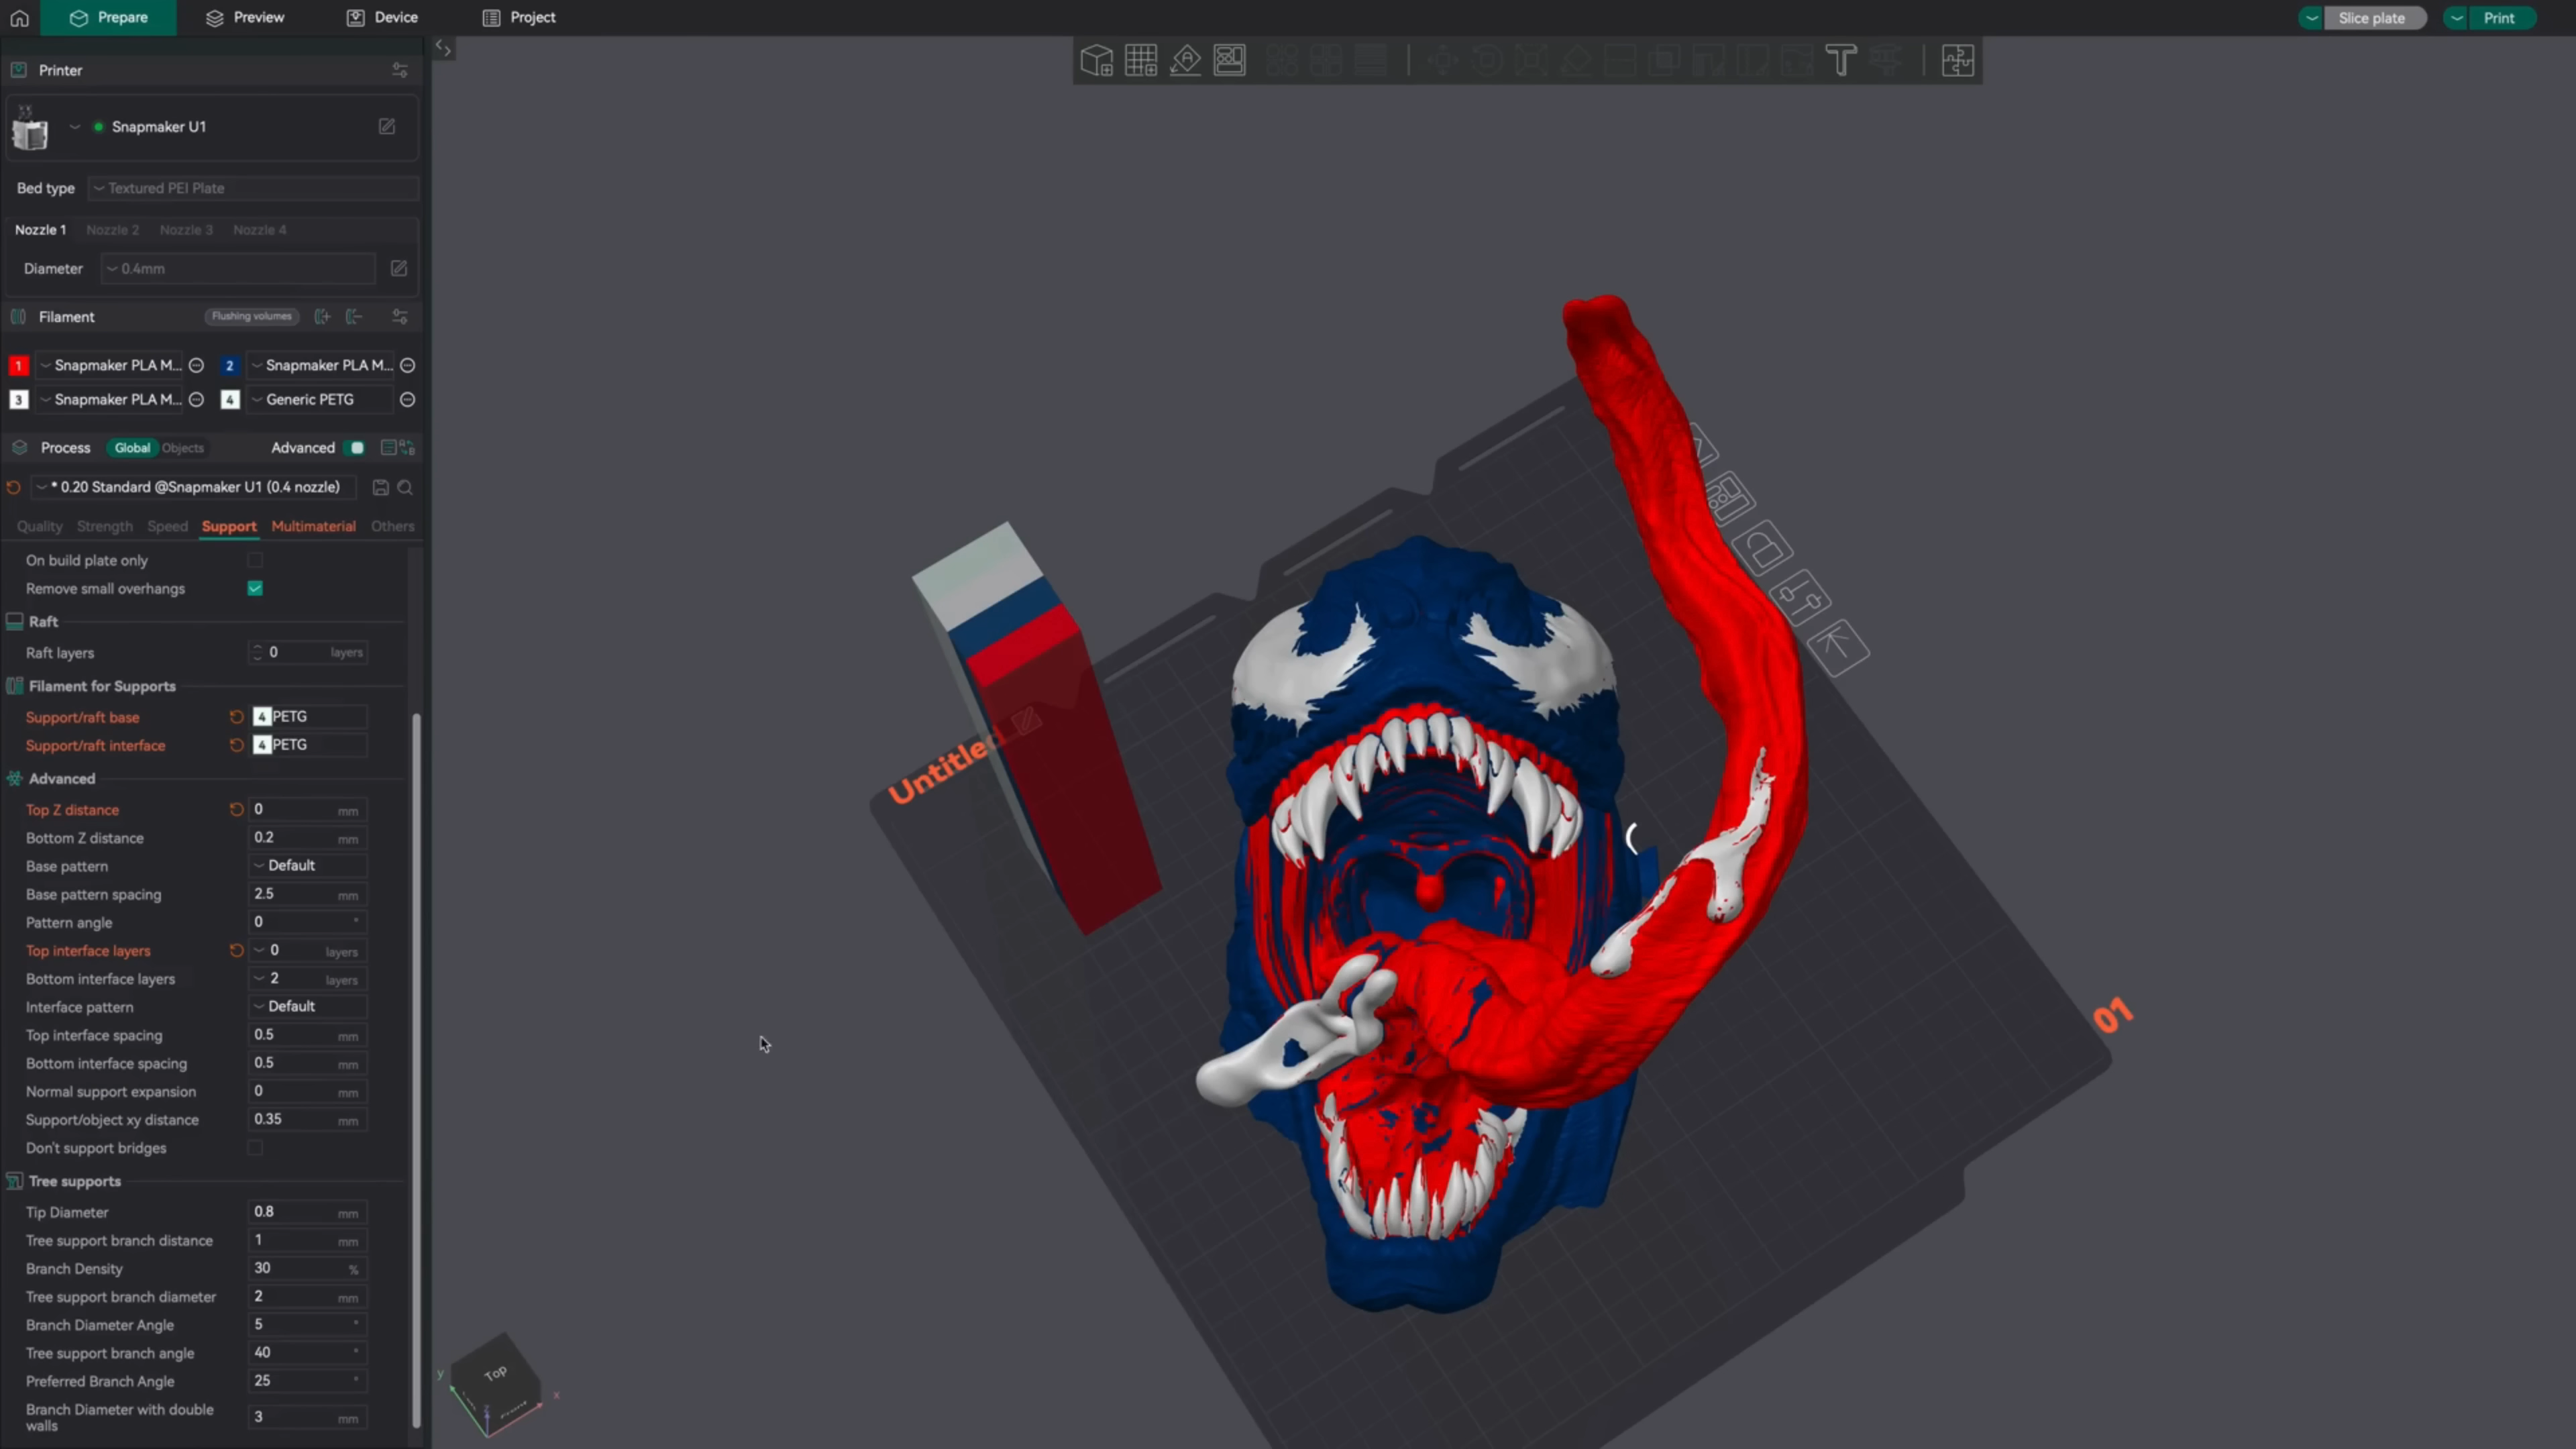 Prepare
Preview
Device
Project
Slice plate
Print
Printer
Snapmaker U1
Bed type
Textured PEI Plate
Nozzle 1
Nozzle 2
Nozzle 3
Nozzle 4
Diameter
0.4mm
Filament
Flushing volumes
1 Snapmaker PLA M...
2 Snapmaker PLA M...
3 Snapmaker PLA M...
4 Generic PETG
Process
Global
Objects
Advanced
* 0.20 Standard @Snapmaker U1 (0.4 nozzle)
Quality
Strength
Speed
Support
Multimaterial
Others
On build plate only
Remove small overhangs
Raft
Raft layers 0 layers
Filament for Supports
Support/raft base 4 PETG
Support/raft interface 4 PETG
Advanced
Top Z distance 0 mm
Bottom Z distance 0.2 mm
Base pattern Default
Base pattern spacing 2.5 mm
Pattern angle 0 °
Top interface layers 0 layers
Bottom interface layers 2 layers
Interface pattern Default
Top interface spacing 0.5 mm
Bottom interface spacing 0.5 mm
Normal support expansion 0 mm
Support/object xy distance 0.35 mm
Don't support bridges
Tree supports
Tip Diameter 0.8 mm
Tree support branch distance 1 mm
Branch Density 30 %
Tree support branch diameter 2 mm
Branch Diameter Angle 5 °
Tree support branch angle 40 °
Preferred Branch Angle 25 °
Branch Diameter with double
walls 3 mm
Untitled
01
Top
Front
y
x
z